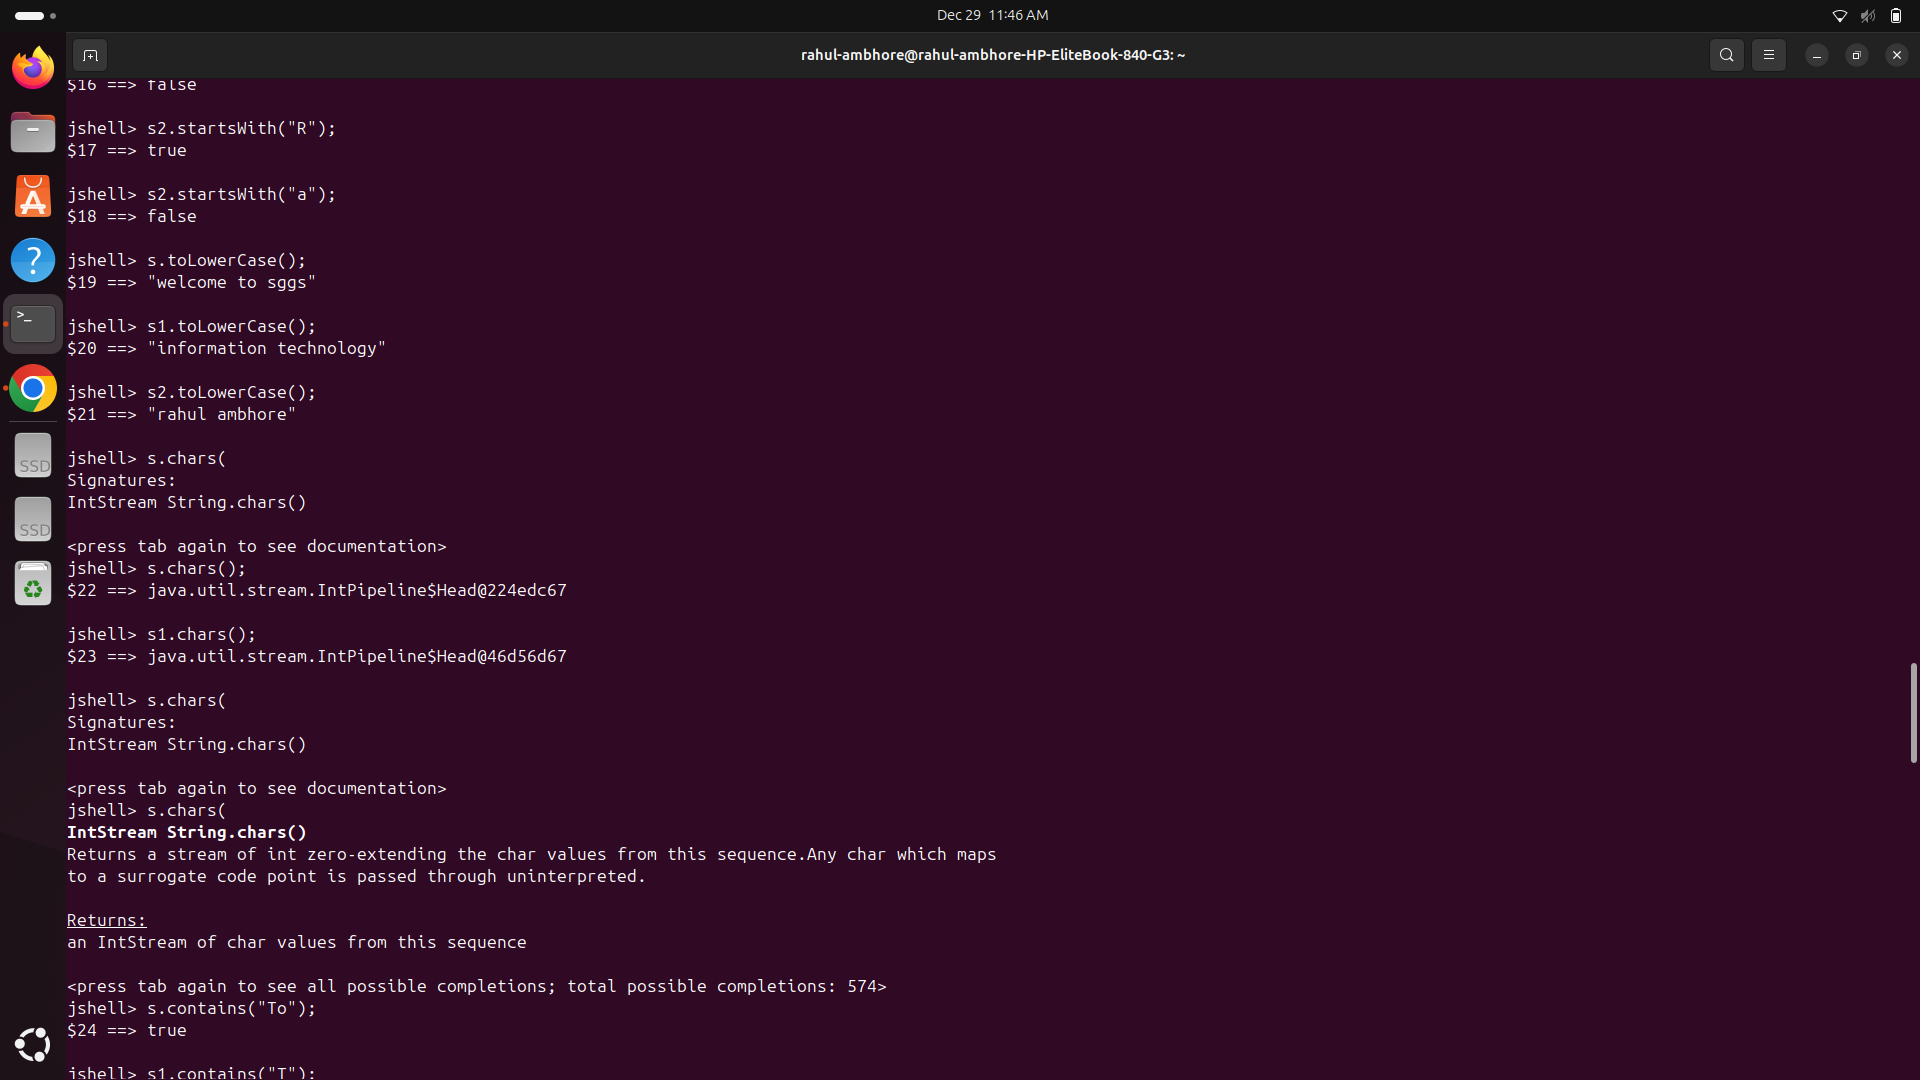 Dec 29 11:46 AM
rahul-ambhore@rahul-ambhore-HP-EliteBook-840-G3: ~
$16 ==> false
jshell> s2.startsWith("R");
$17 ==> true
jshell> s2.startsWith("a");
$18 ==> false
jshell> s.toLowerCase();
$19 ==> "welcome to sggs"
jshell> s1.toLowerCase();
$20 ==> "information technology"
jshell> s2.toLowerCase();
$21 ==> "rahul ambhore"
jshell> s.chars(
Signatures:
IntStream String.chars()
<press tab again to see documentation>
jshell> s.chars();
$22 ==> java.util.stream.IntPipeline$Head@224edc67
jshell> s1.chars();
$23 ==> java.util.stream.IntPipeline$Head@46d56d67
jshell> s.chars(
Signatures:
IntStream String.chars()
<press tab again to see documentation>
jshell> s.chars(
IntStream String.chars()
Returns a stream of int zero-extending the char values from this sequence.Any char which maps
to a surrogate code point is passed through uninterpreted.
Returns:
an IntStream of char values from this sequence
<press tab again to see all possible completions; total possible completions: 574>
jshell> s.contains("To");
$24 ==> true
jshell> s1.contains("T");
SSD
SSD